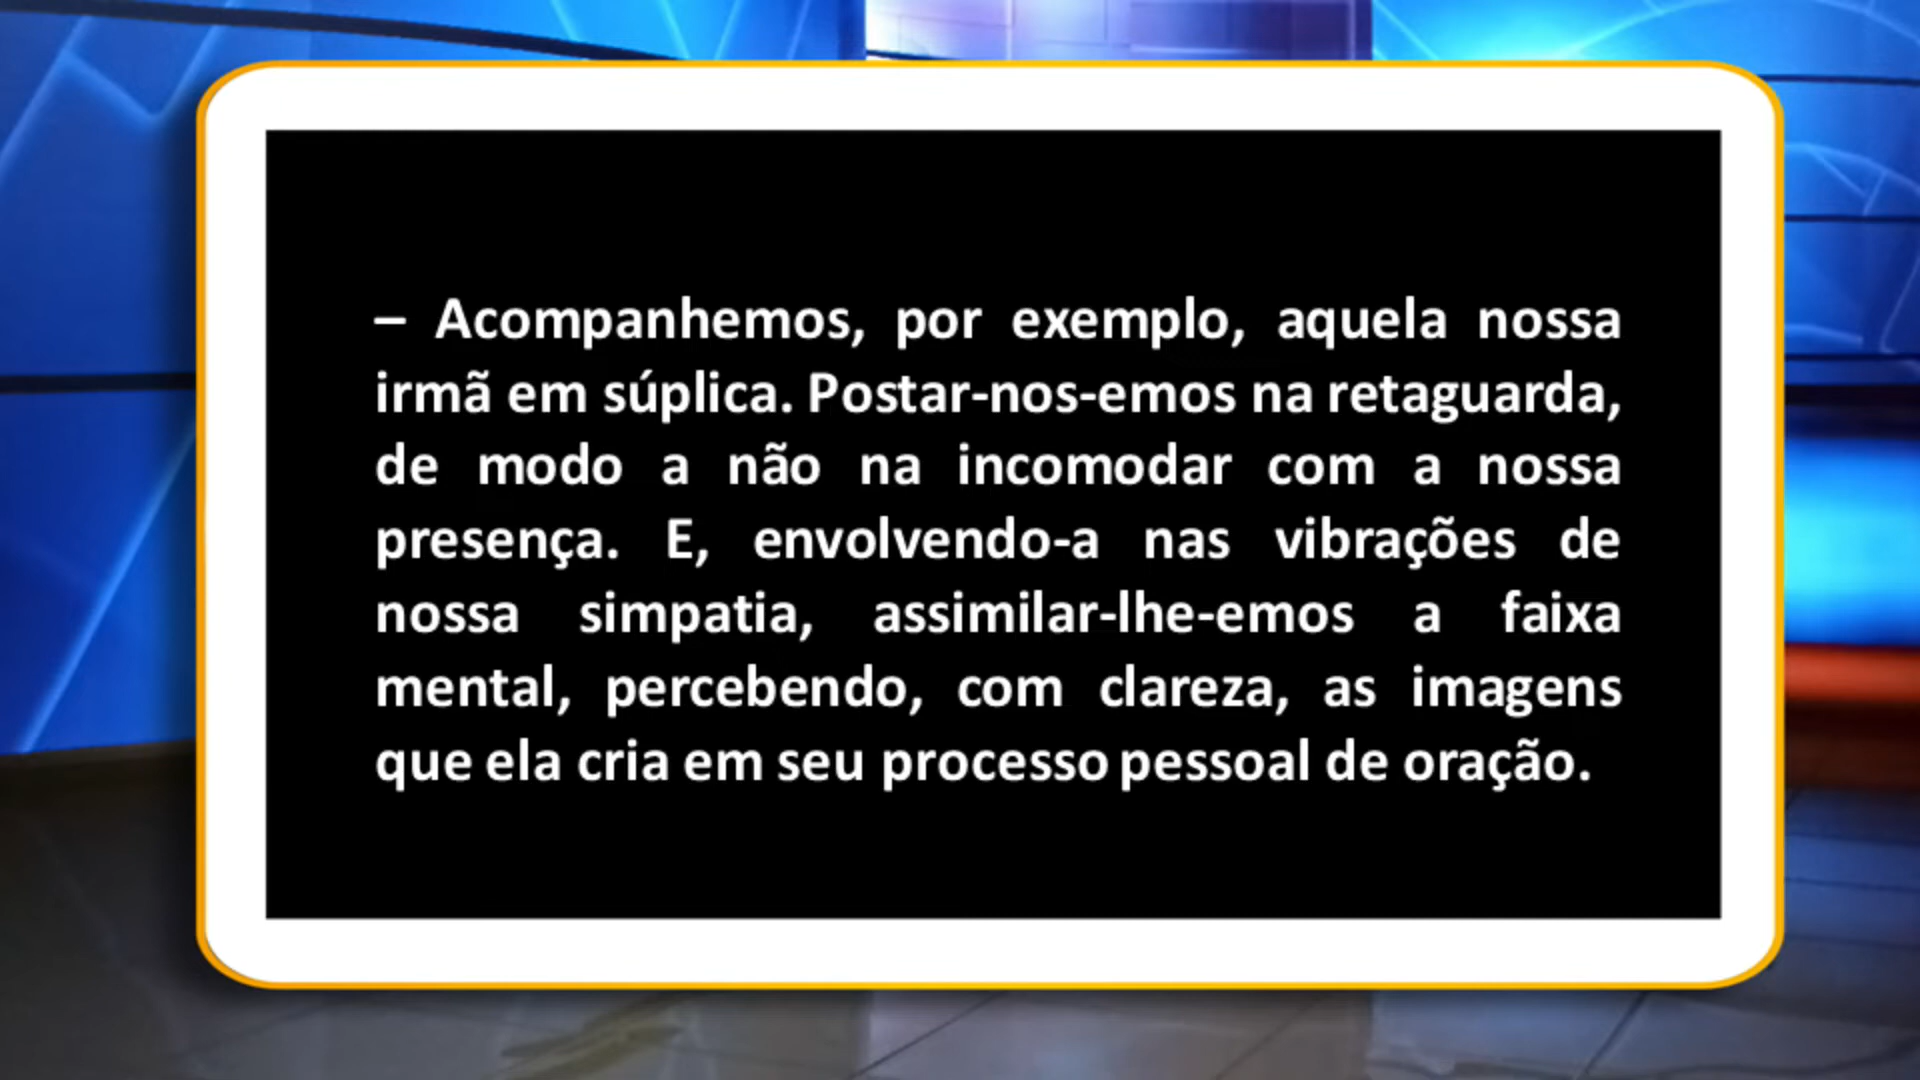 – Acompanhemos, por exemplo, aquela nossa
irmã em súplica. Postar-nos-emos na retaguarda,
de modo a não na incomodar com a nossa
presença. E, envolvendo-a nas vibrações de
nossa simpatia, assimilar-lhe-emos a faixa
mental, percebendo, com clareza, as imagens
que ela cria em seu processo pessoal de oração.